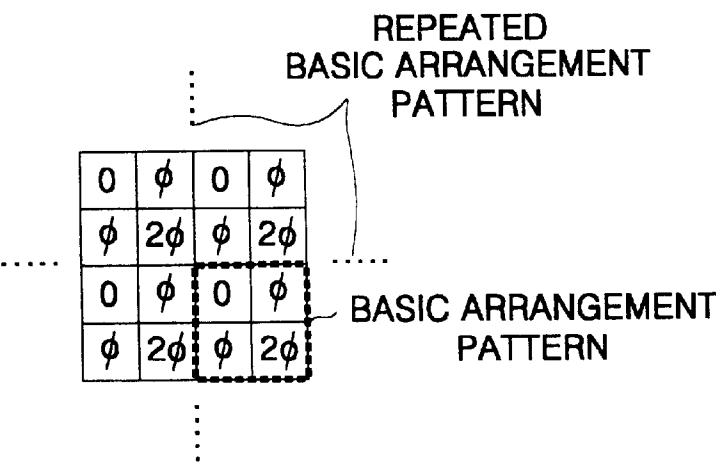 REPEATED
BASIC ARRANGEMENT
PATTERN
0 ϕ 0 ϕ
ϕ 2ϕ ϕ 2ϕ
0 ϕ 0 ϕ
ϕ 2ϕ ϕ 2ϕ
BASIC ARRANGEMENT
PATTERN